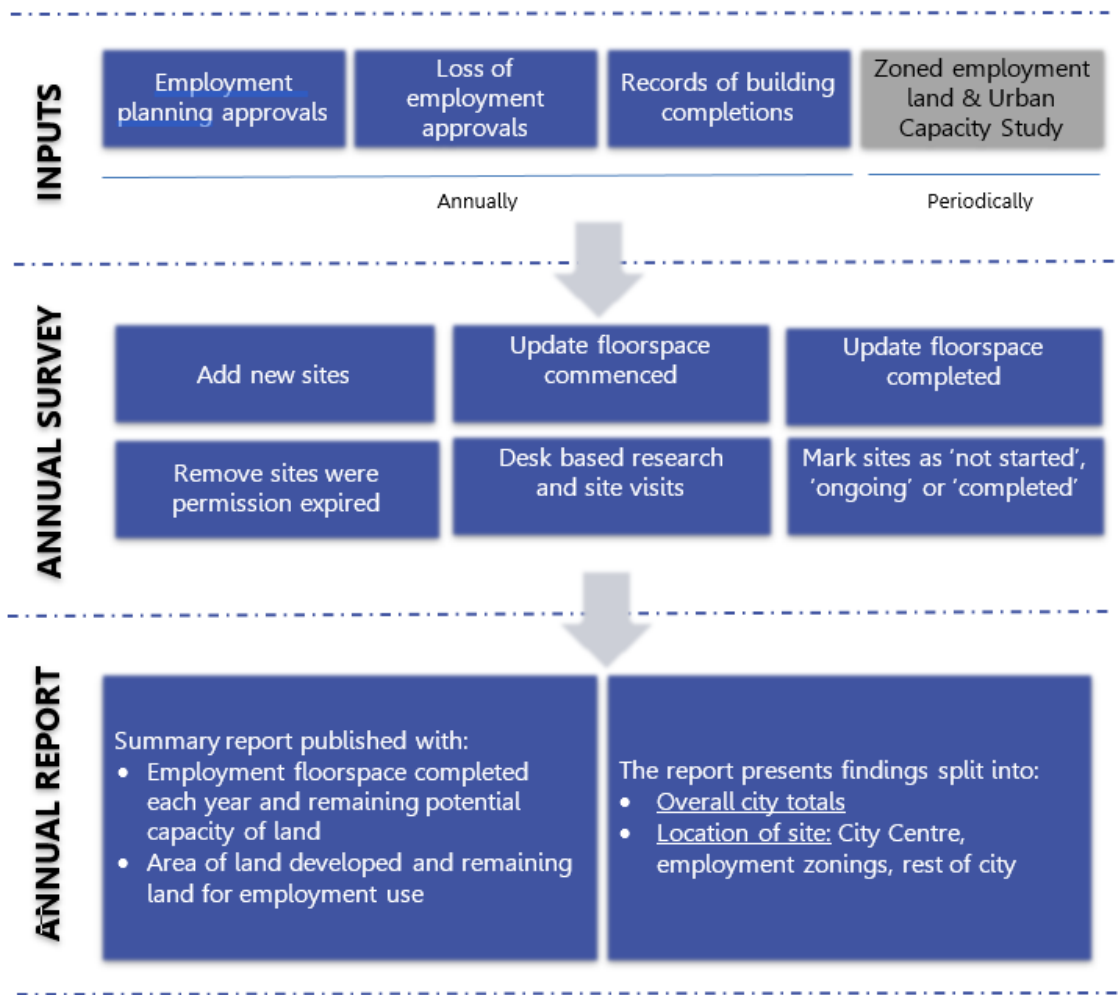 INPUTS
Employment
planning approvals
Loss of
employment
approvals
Records of building
completions
Zoned employment
land & Urban
Capacity Study
Annually
Periodically
ANNUAL SURVEY
Add new sites
Update floorspace
commenced
Update floorspace
completed
Remove sites were
permission expired
Desk based research
and site visits
Mark sites as ‘not started’,
‘ongoing’ or ‘completed’
ANNUAL REPORT
Summary report published with:
• Employment floorspace completed
each year and remaining potential
capacity of land
• Area of land developed and remaining
land for employment use
The report presents findings split into:
• Overall city totals
• Location of site: City Centre,
employment zonings, rest of city